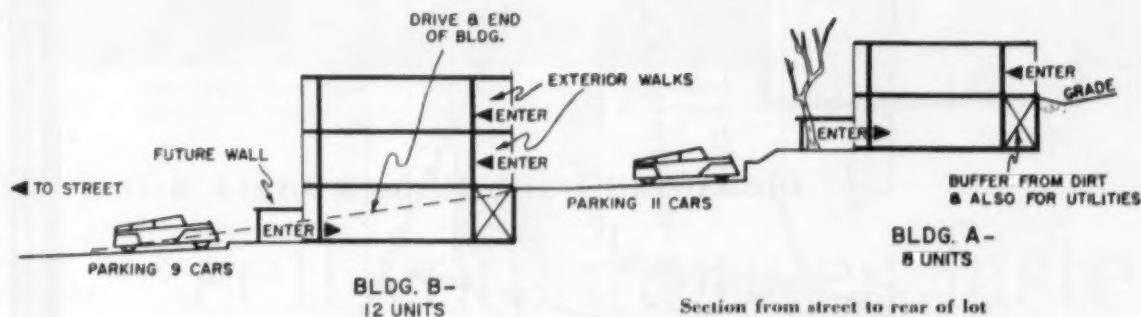 DRIVE & END
OF BLDG.
EXTERIOR WALKS
ENTER
ENTER
FUTURE WALL
TO STREET
ENTER
PARKING 9 CARS
BLDG. B-
12 UNITS
ENTER
GRADE
ENTER
PARKING 11 CARS
BUFFER FROM DIRT
& ALSO FOR UTILITIES
BLDG. A-
8 UNITS
Section from street to rear of lot